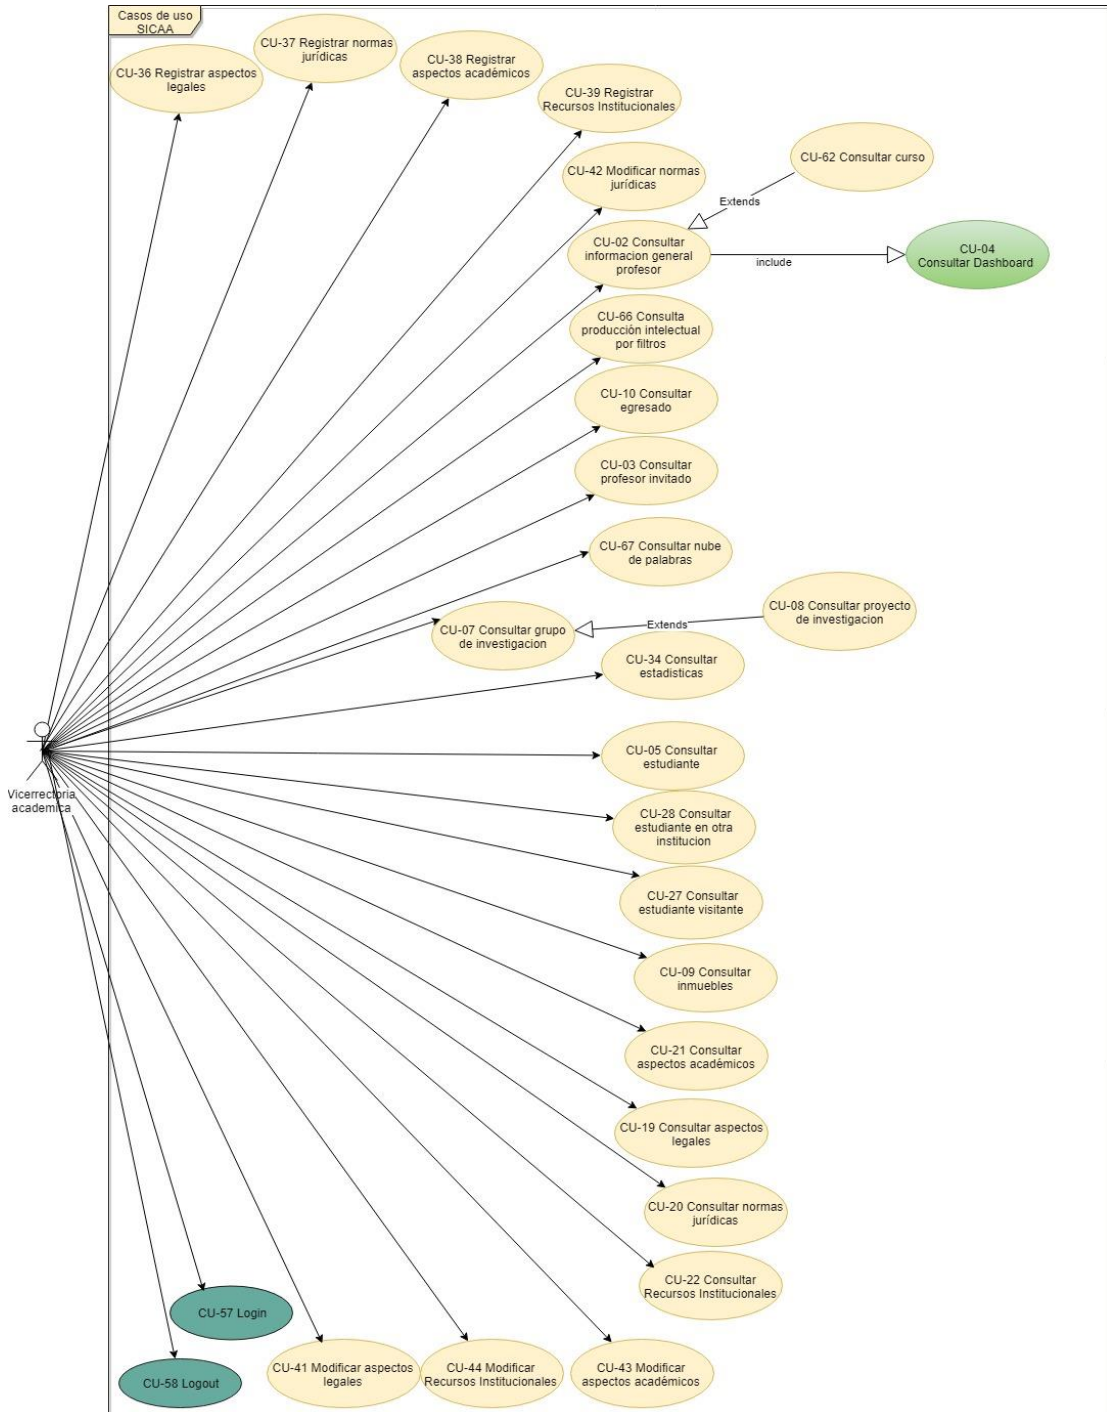 Casos de uso
SICAA
CU-36 Registrar aspectos
legales
CU-37 Registrar normas
jurídicas
CU-38 Registrar
aspectos académicos
CU-39 Registrar
Recursos Institucionales
CU-42 Modificar normas
jurídicas
CU-62 Consultar curso
Extends
CU-02 Consultar
informacion general
profesor
include
CU-04
Consultar Dashboard
CU-66 Consulta
producción intelectual
por filtros
CU-10 Consultar
egresado
CU-03 Consultar
profesor invitado
CU-67 Consultar nube
de palabras
CU-07 Consultar grupo
de investigacion
Extends
CU-08 Consultar proyecto
de investigacion
CU-34 Consultar
estadisticas
Vicerrectoria
academica
CU-05 Consultar
estudiante
CU-28 Consultar
estudiante en otra
institucion
CU-27 Consultar
estudiante visitante
CU-09 Consultar
inmuebles
CU-21 Consultar
aspectos académicos
CU-19 Consultar aspectos
legales
CU-20 Consultar normas
jurídicas
CU-22 Consultar
Recursos Institucionales
CU-57 Login
CU-58 Logout
CU-41 Modificar aspectos
legales
CU-44 Modificar
Recursos Institucionales
CU-43 Modificar
aspectos académicos